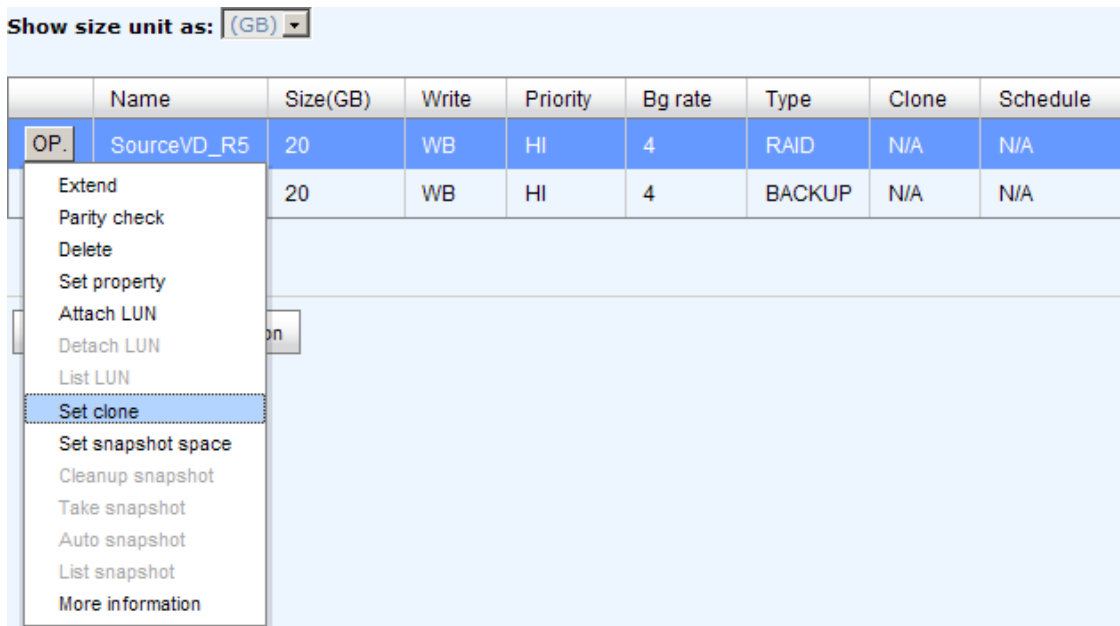 Show size unit as: (GB)
Name Size(GB) Write Priority Bg rate Type Clone Schedule
OP. SourceVD_R5 20 WB HI 4 RAID N/A N/A
20 WB HI 4 BACKUP N/A N/A
Extend
Parity check
Delete
Set property
Attach LUN
Detach LUN
List LUN
Set clone
Set snapshot space
Cleanup snapshot
Take snapshot
Auto snapshot
List snapshot
More information